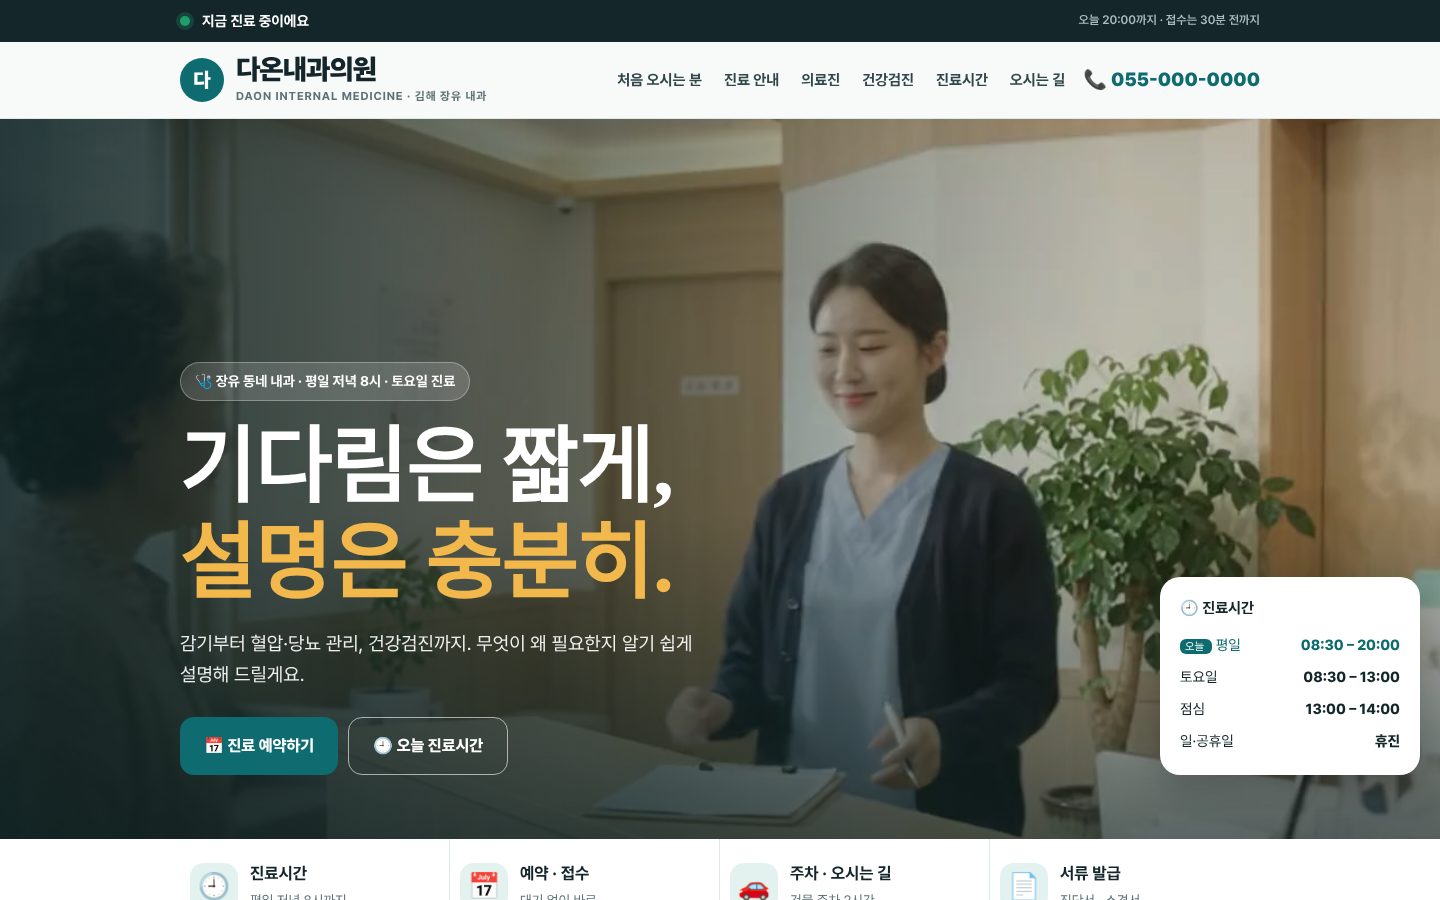 지금 진료 중이에요
오늘 20:00까지 · 접수는 30분 전까지
다
다온내과의원
DAON INTERNAL MEDICINE · 김해 장유 내과
처음 오시는 분
진료 안내
의료진
건강검진
진료시간
오시는 길
055-000-0000
장유 동네 내과 · 평일 저녁 8시 · 토요일 진료
기다림은 짧게,
설명은 충분히.
감기부터 혈압·당뇨 관리, 건강검진까지. 무엇이 왜 필요한지 알기 쉽게
설명해 드릴게요.
진료 예약하기
오늘 진료시간
진료시간
오늘 평일 08:30 – 20:00
토요일 08:30 – 13:00
점심 13:00 – 14:00
일·공휴일 휴진
진료시간
예약 · 접수
주차 · 오시는 길
서류 발급